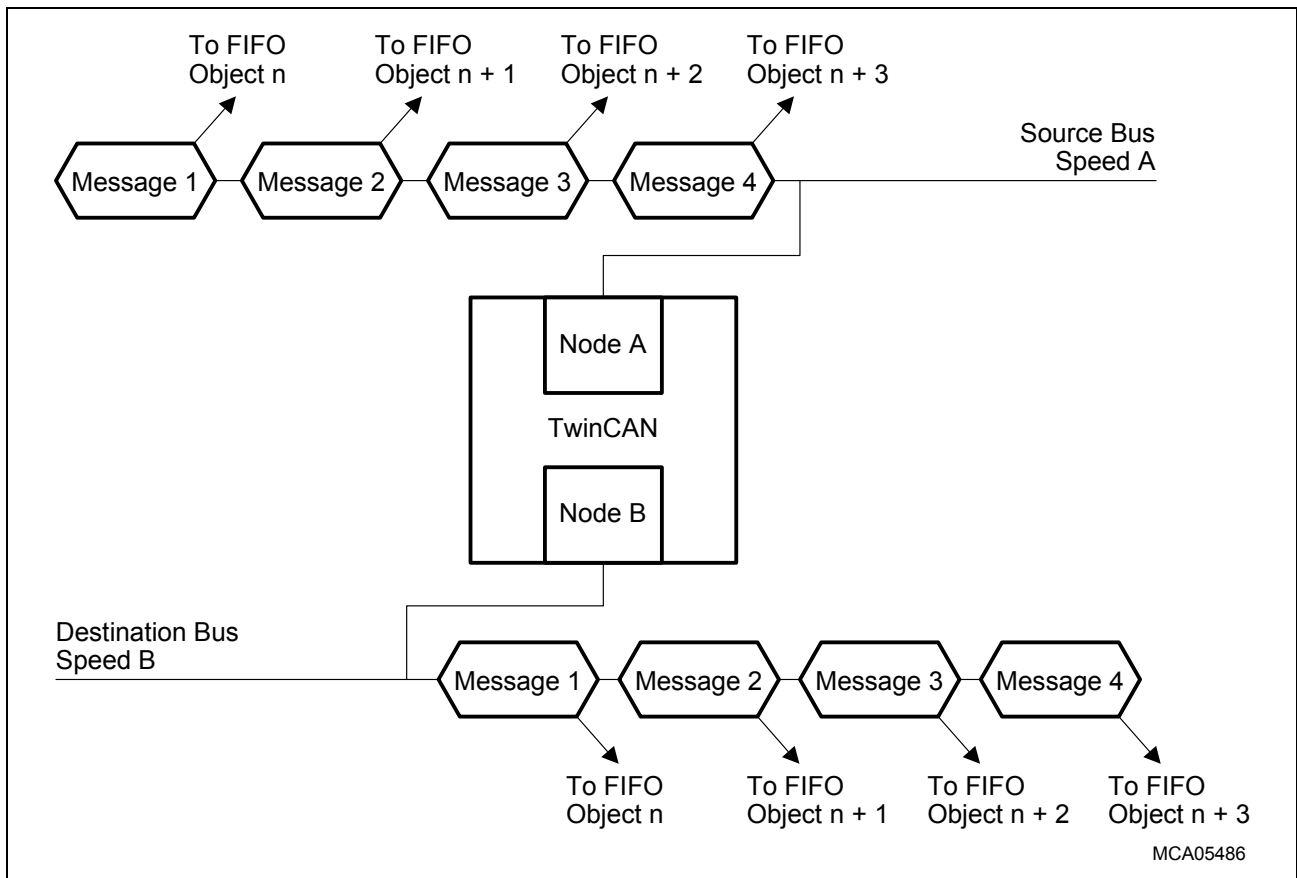 To FIFO
Object n
To FIFO
Object n + 1
To FIFO
Object n + 2
To FIFO
Object n + 3
Source Bus
Speed A
Message 1
Message 2
Message 3
Message 4
Node A
TwinCAN
Node B
Destination Bus
Speed B
Message 1
Message 2
Message 3
Message 4
To FIFO
Object n
To FIFO
Object n + 1
To FIFO
Object n + 2
To FIFO
Object n + 3
MCA05486